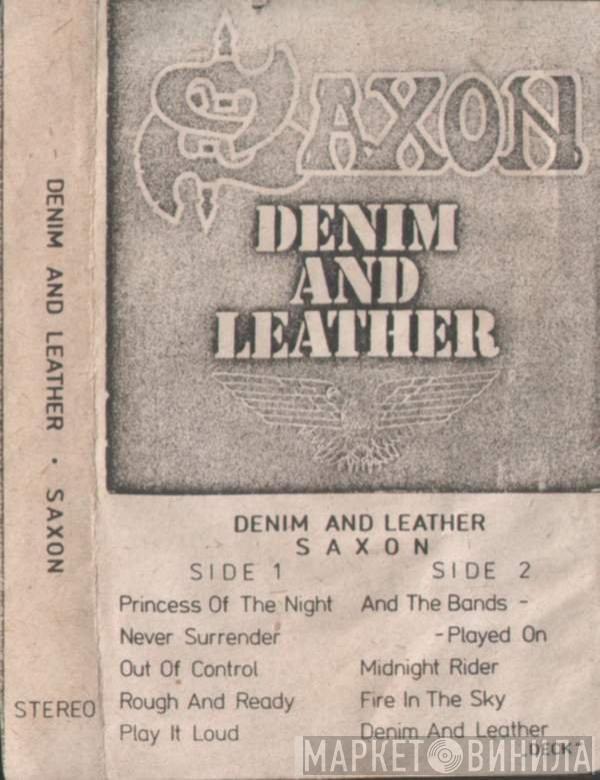 DENIM AND LEATHER • SAXON
STEREO
SAXON
DENIM
AND
LEATHER
DENIM AND LEATHER
SAXON
SIDE 1
Princess Of The Night
Never Surrender
Out Of Control
Rough And Ready
Play It Loud
SIDE 2
And The Bands -
-Played On
Midnight Rider
Fire In The Sky
Denim And Leather
DECK
МАРКЕТ ВИНИЛА